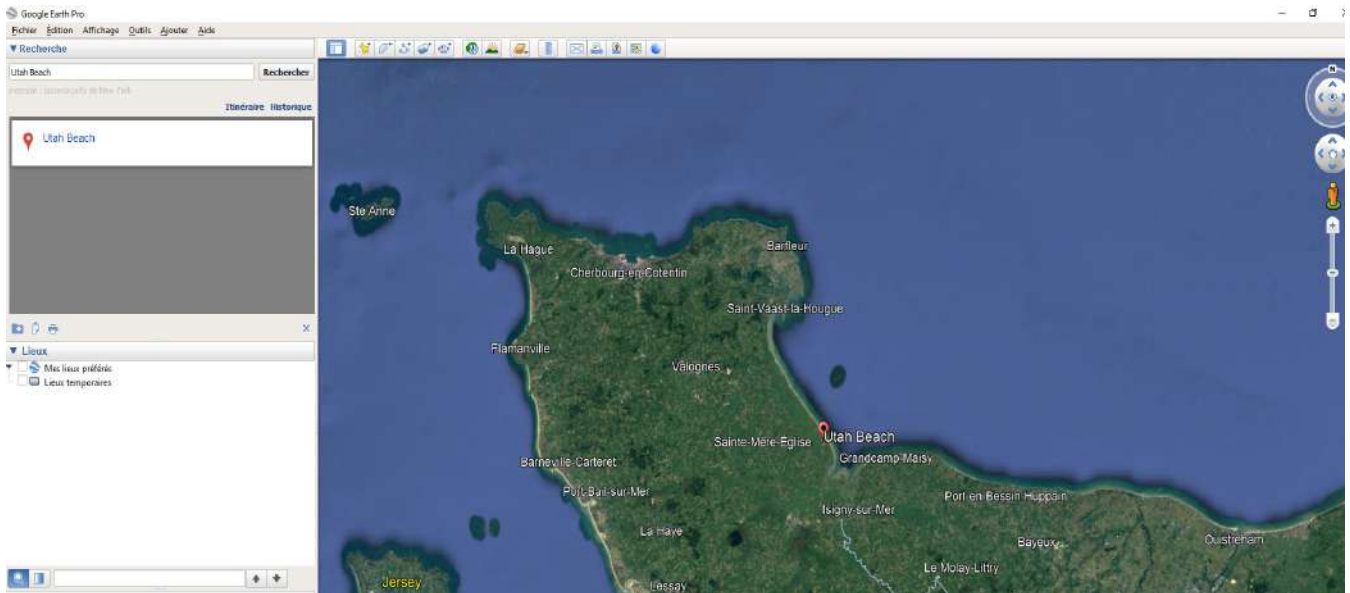 Google Earth Pro
Fichier Édition Affichage Outils Ajouter Aide
Recherche
Utah Beach
Rechercher
Itinéraire Historique
Utah Beach
Lieux
Mes lieux préférés
Lieux temporaires
N
Ste Anne
La Hague
Barfleur
Cherbourg-en-Cotentin
Saint-Vaast-la-Hougue
Flamanville
Valognes
Sainte-Mère-Église
Utah Beach
Barneville-Carteret
Grandcamp-Maisy
Port-Bail-sur-Mer
Port en Bessin Huppain
Isigny-sur-Mer
La Haye
Bayeux
Ouistreham
Le Molay-Littry
Jersey
Lessay